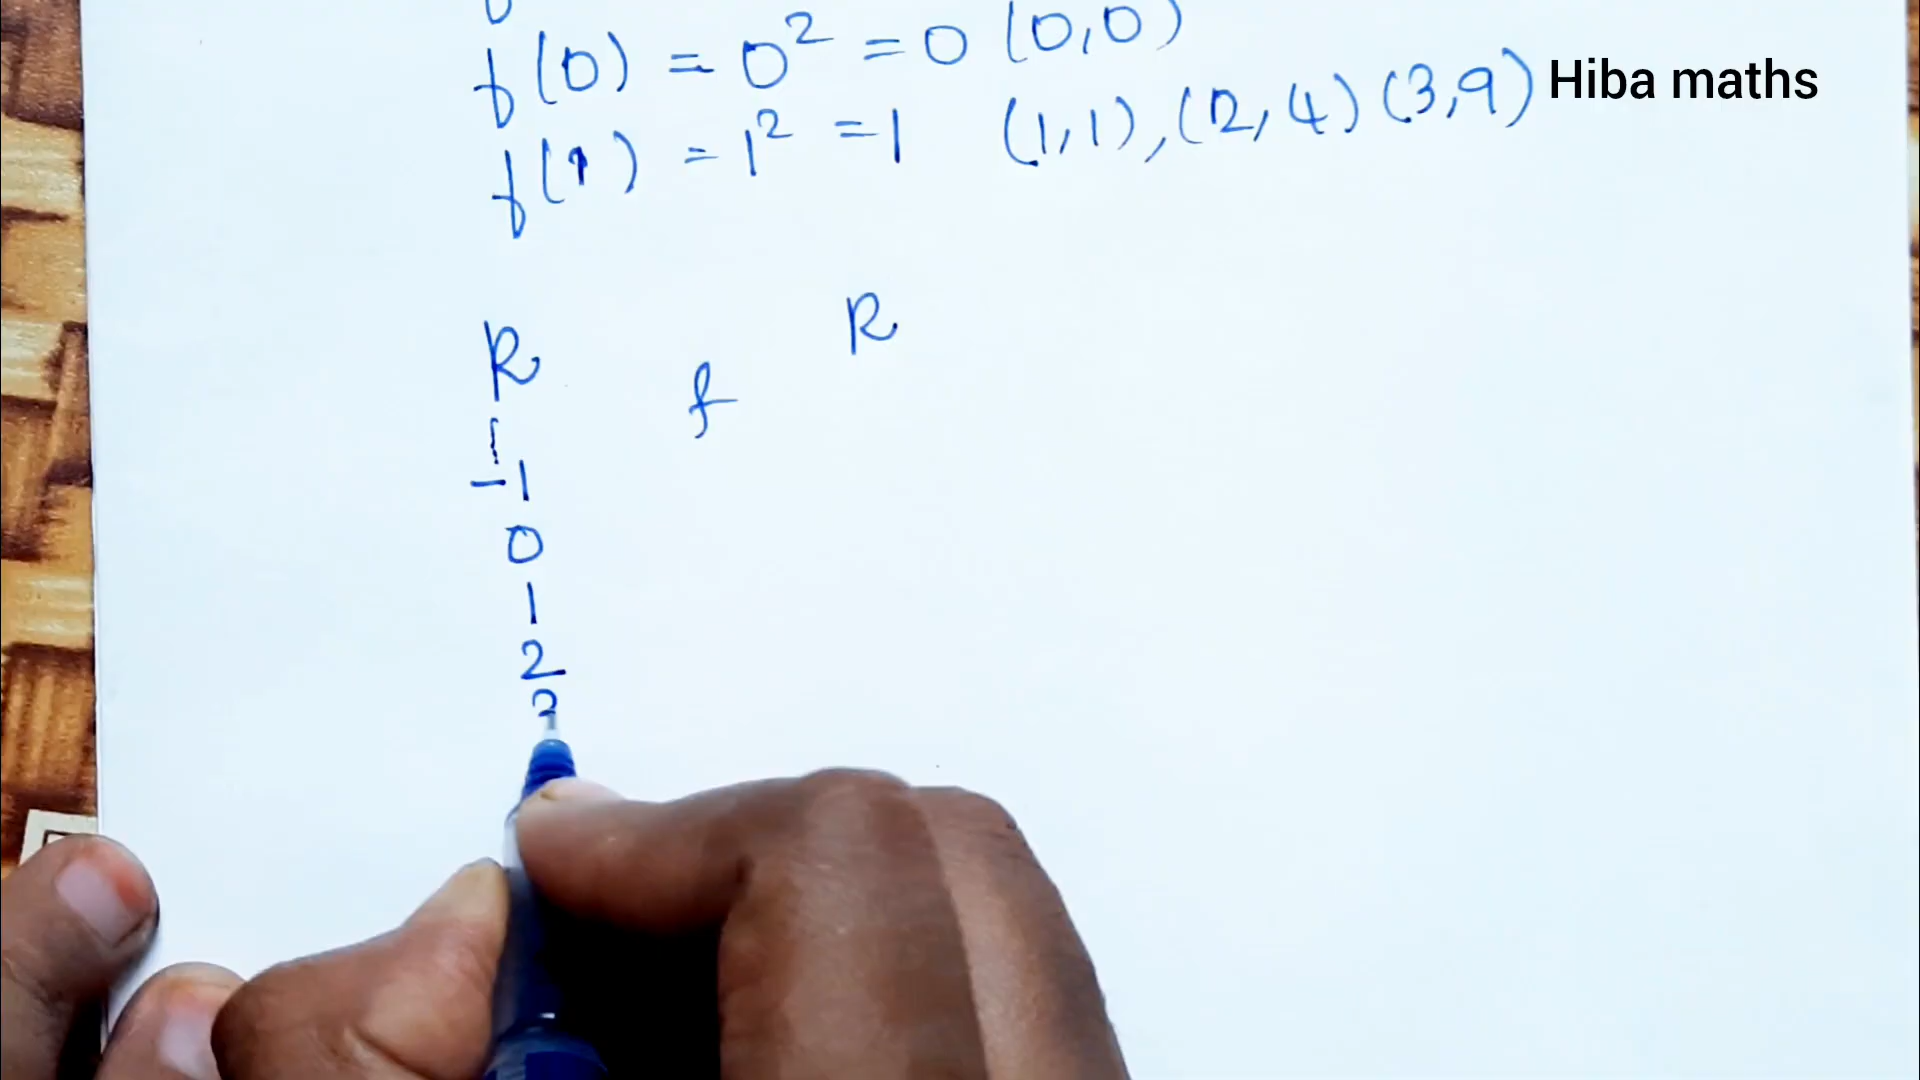 f(0) = 0² = 0 (0,0)
Hiba maths
f(1) = 1² = 1 (1,1), (2,4) (3,9)
R R
f
-1
0
1
2